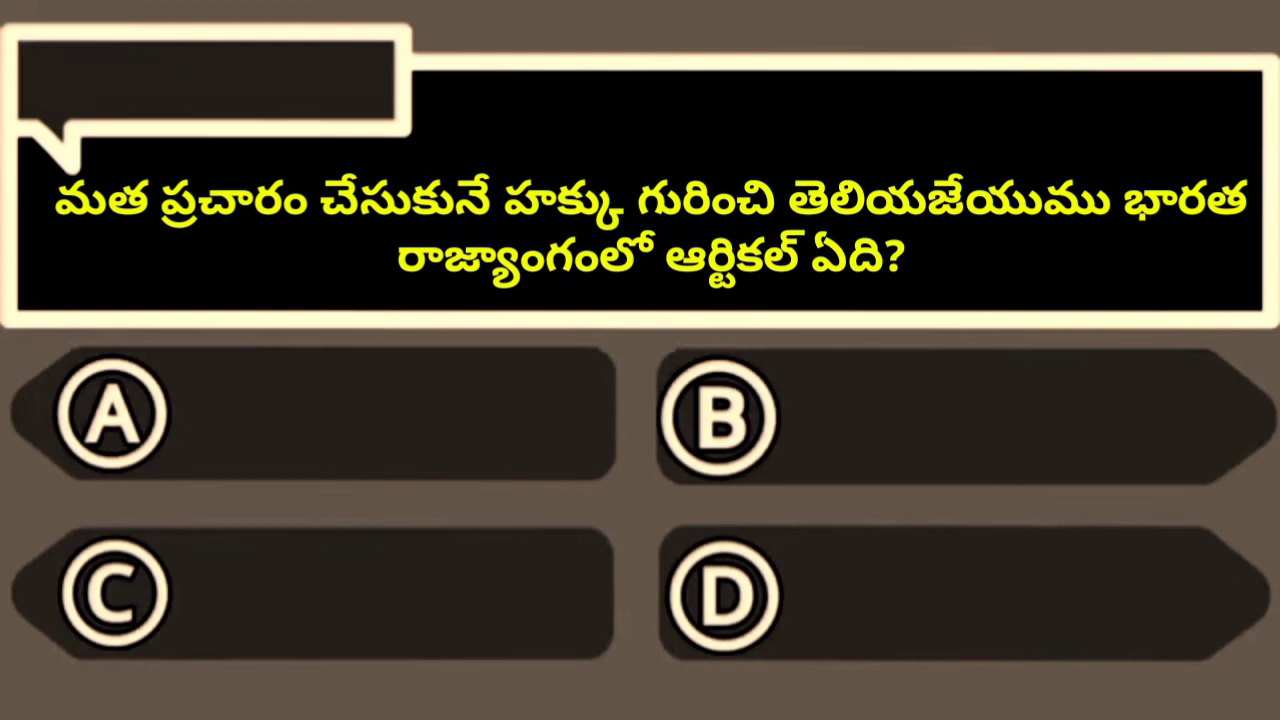 మత ప్రచారం చేసుకునే హక్కు గురించి తెలియజేయుము భారత
రాజ్యాంగంలో ఆర్టికల్ ఏది?
A
B
C
D